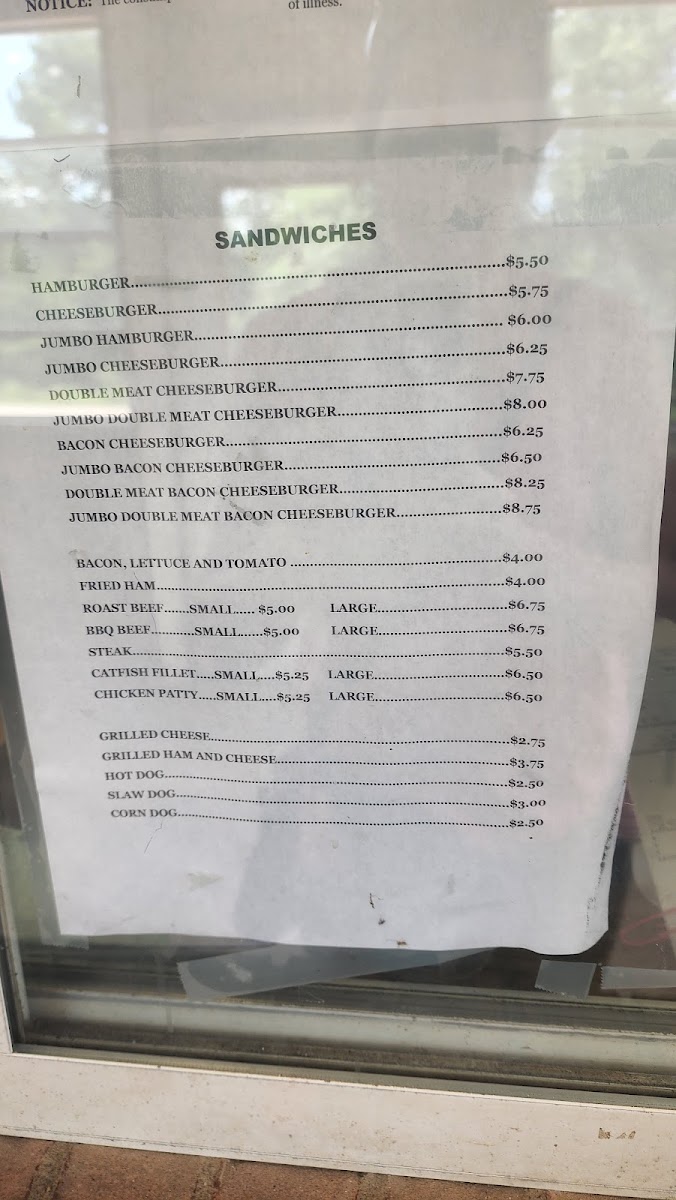 NOTICE: The
of illness.
SANDWICHES
HAMBURGER...............$5.50
CHEESEBURGER...............$5.75
JUMBO HAMBURGER............... $6.00
JUMBO CHEESEBURGER...............$6.25
DOUBLE MEAT CHEESEBURGER...............$7.75
JUMBO DOUBLE MEAT CHEESEBURGER...............$8.00
BACON CHEESEBURGER...............$6.25
JUMBO BACON CHEESEBURGER...............$6.50
DOUBLE MEAT BACON CHEESEBURGER...............$8.25
JUMBO DOUBLE MEAT BACON CHEESEBURGER...............$8.75
BACON, LETTUCE AND TOMATO ...............$4.00
FRIED HAM...............$4.00
ROAST BEEF......SMALL...... $5.00 LARGE...............$6.75
BBQ BEEF...........SMALL.......$5.00 LARGE...............$6.75
STEAK...............$5.50
CATFISH FILLET.....SMALL....$5.25 LARGE...............$6.50
CHICKEN PATTY.....SMALL.....$5.25 LARGE...............$6.50
GRILLED CHEESE...............$2.75
GRILLED HAM AND CHEESE...............$3.75
HOT DOG...............$2.50
SLAW DOG...............$3.00
CORN DOG...............$2.50